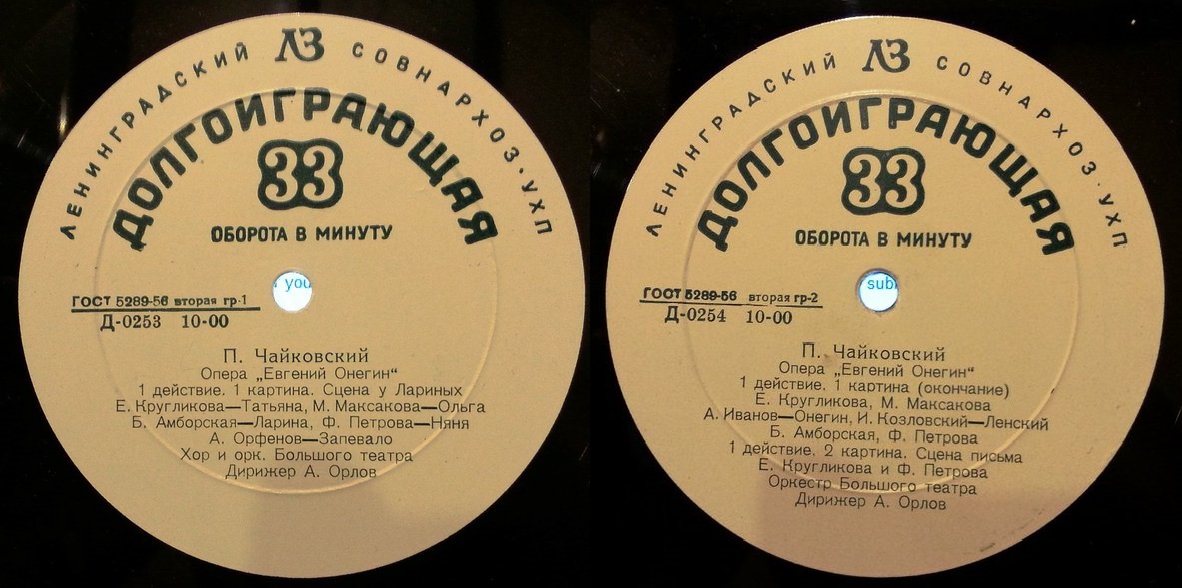 ЛЕНИНГРАДСКИЙ ЛЗ СОВНАРХОЗ·УХП
ДОЛГОИГРАЮЩАЯ
33
ОБОРОТА В МИНУТУ
you
ГОСТ 5289-56 вторая гр-1
Д-0253 10-00
П. Чайковский
Опера „Евгений Онегин“
1 действие. 1 картина. Сцена у Лариных
Е. Кругликова—Татьяна, М. Максакова—Ольга
Б. Амборская—Ларина, Ф. Петрова—Няня
А. Орфенов—Запевало
Хор и орк. Большого театра
Дирижер А. Орлов
ЛЕНИНГРАДСКИЙ ЛЗ СОВНАРХОЗ·УХП
ДОЛГОИГРАЮЩАЯ
33
ОБОРОТА В МИНУТУ
sub
ГОСТ 5289-56 вторая гр-2
Д-0254 10-00
П. Чайковский
Опера „Евгений Онегин“
1 действие. 1 картина (окончание)
Е. Кругликова, М. Максакова
А. Иванов—Онегин, И. Козловский—Ленский
Б. Амборская, Ф. Петрова
1 действие. 2 картина. Сцена письма
Е. Кругликова и Ф. Петрова
Оркестр Большого театра
Дирижер А. Орлов